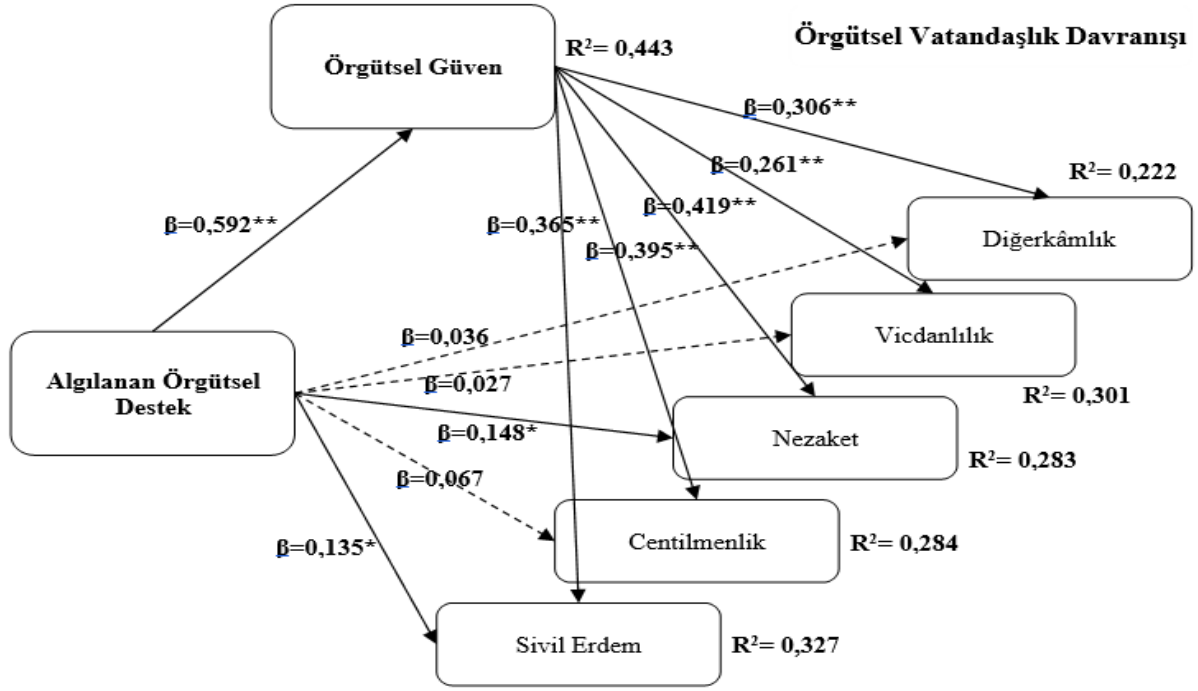 Örgütsel Vatandaşlık Davranışı
Örgütsel Güven
R²= 0,443
β=0,306**
β=0,261**
R²= 0,222
β=0,592**
β=0,365**
β=0,419**
β=0,395**
Diğerkâmlık
β=0,036
Vicdanlılık
Algılanan Örgütsel
Destek
β=0,027
R²= 0,301
β=0,148*
Nezaket
R²= 0,283
β=0,067
β=0,135*
Centilmenlik
R²= 0,284
Sivil Erdem
R²= 0,327